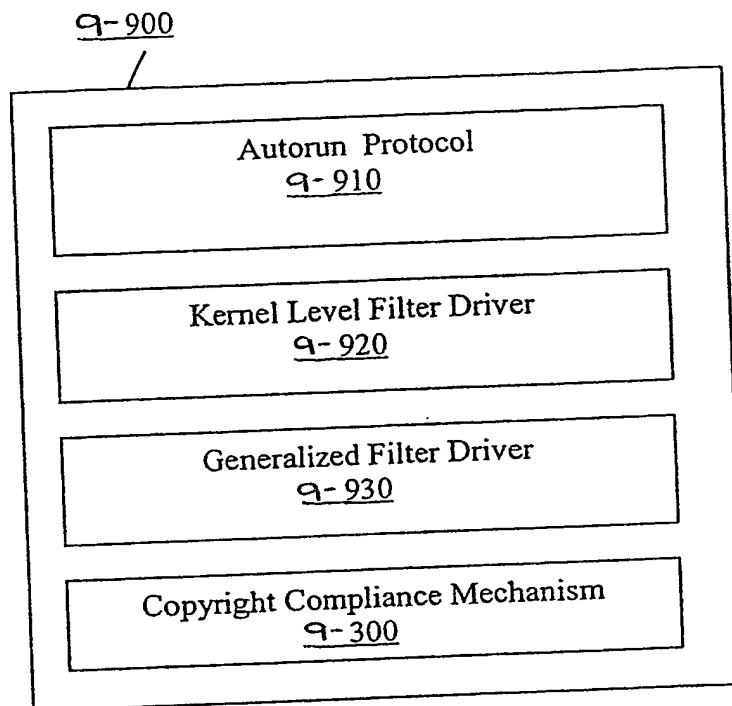 9-900
Autorun Protocol
9-910
Kernel Level Filter Driver
9-920
Generalized Filter Driver
9-930
Copyright Compliance Mechanism
9-300